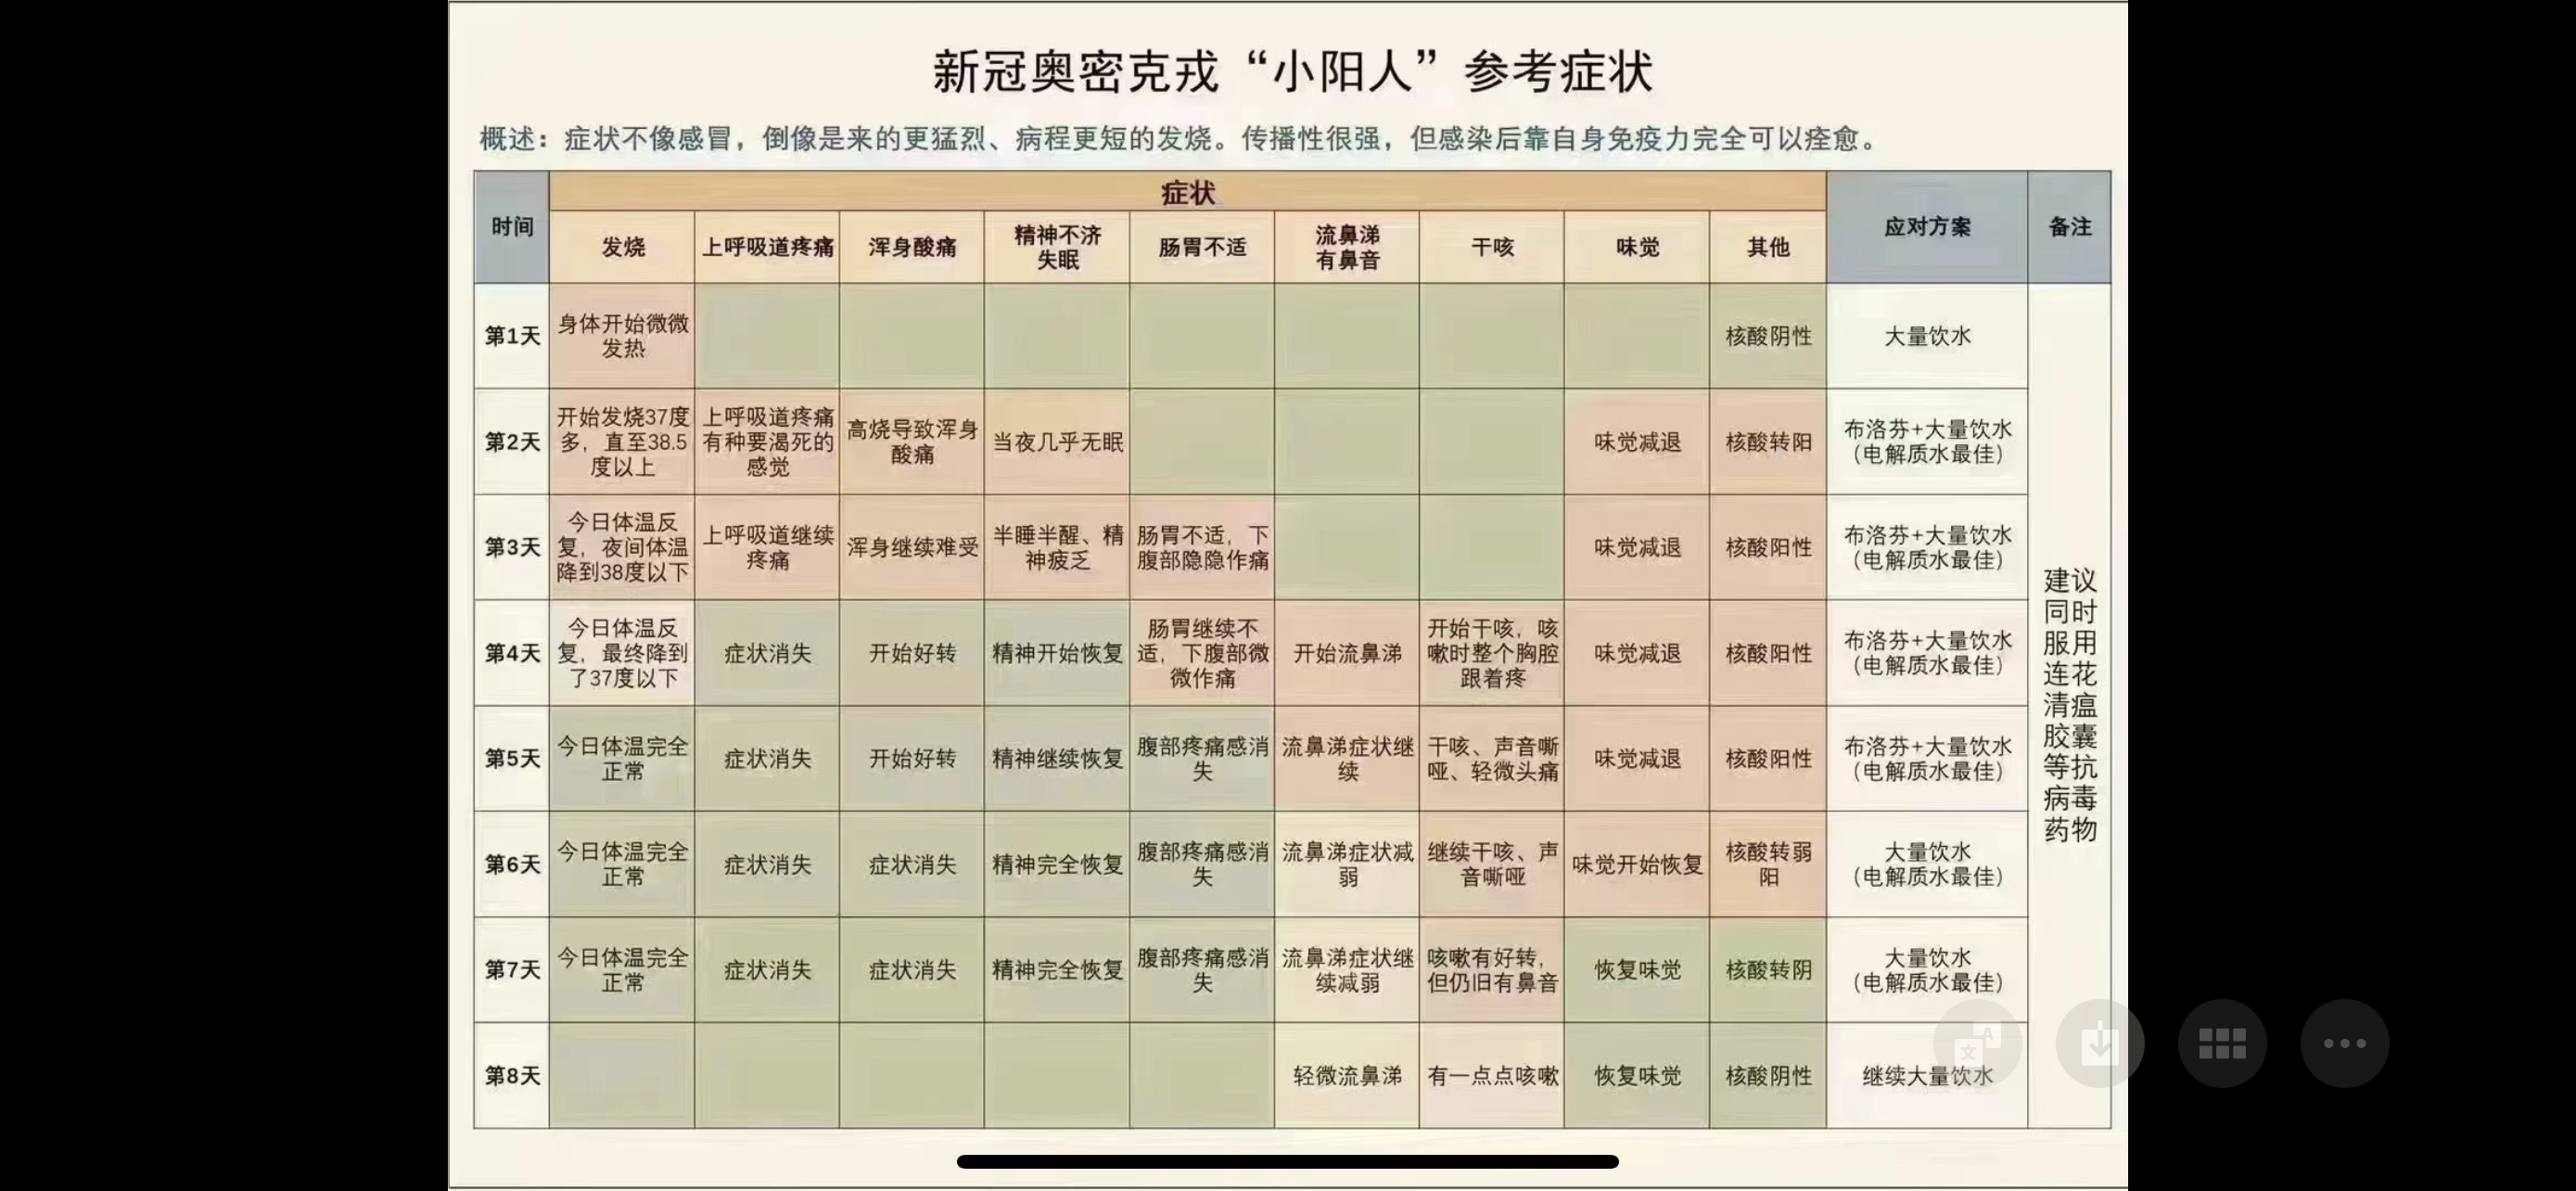 新冠奥密克戎“小阳人”参考症状
概述：症状不像感冒，倒像是来的更猛烈、病程更短的发烧。传播性很强，但感染后靠自身免疫力完全可以痊愈。
时间
症状
应对方案
备注
发烧
上呼吸道疼痛
浑身酸痛
精神不济
失眠
肠胃不适
流鼻涕
有鼻音
干咳
味觉
其他
第1天
身体开始微微
发热
核酸阴性
大量饮水
第2天
开始发烧37度
多，直至38.5
度以上
上呼吸道疼痛
有种要渴死的
感觉
高烧导致浑身
酸痛
当夜几乎无眠
味觉减退
核酸转阳
布洛芬+大量饮水
（电解质水最佳）
第3天
今日体温反
复，夜间体温
降到38度以下
上呼吸道继续
疼痛
浑身继续难受
半睡半醒、精
神疲乏
肠胃不适，下
腹部隐隐作痛
味觉减退
核酸阳性
布洛芬+大量饮水
（电解质水最佳）
第4天
今日体温反
复，最终降到
了37度以下
症状消失
开始好转
精神开始恢复
肠胃继续不
适，下腹部微
微作痛
开始流鼻涕
开始干咳，咳
嗽时整个胸腔
跟着疼
味觉减退
核酸阳性
布洛芬+大量饮水
（电解质水最佳）
第5天
今日体温完全
正常
症状消失
开始好转
精神继续恢复
腹部疼痛感消
失
流鼻涕症状继
续
干咳、声音嘶
哑、轻微头痛
味觉减退
核酸阳性
布洛芬+大量饮水
（电解质水最佳）
第6天
今日体温完全
正常
症状消失
症状消失
精神完全恢复
腹部疼痛感消
失
流鼻涕症状减
弱
继续干咳、声
音嘶哑
味觉开始恢复
核酸转弱
阳
大量饮水
（电解质水最佳）
第7天
今日体温完全
正常
症状消失
症状消失
精神完全恢复
腹部疼痛感消
失
流鼻涕症状继
续减弱
咳嗽有好转，
但仍旧有鼻音
恢复味觉
核酸转阴
大量饮水
（电解质水最佳）
第8天
轻微流鼻涕
有一点点咳嗽
恢复味觉
核酸阴性
继续大量饮水
建议
同时
服用
连花
清瘟
胶囊
等抗
病毒
药物
文
A